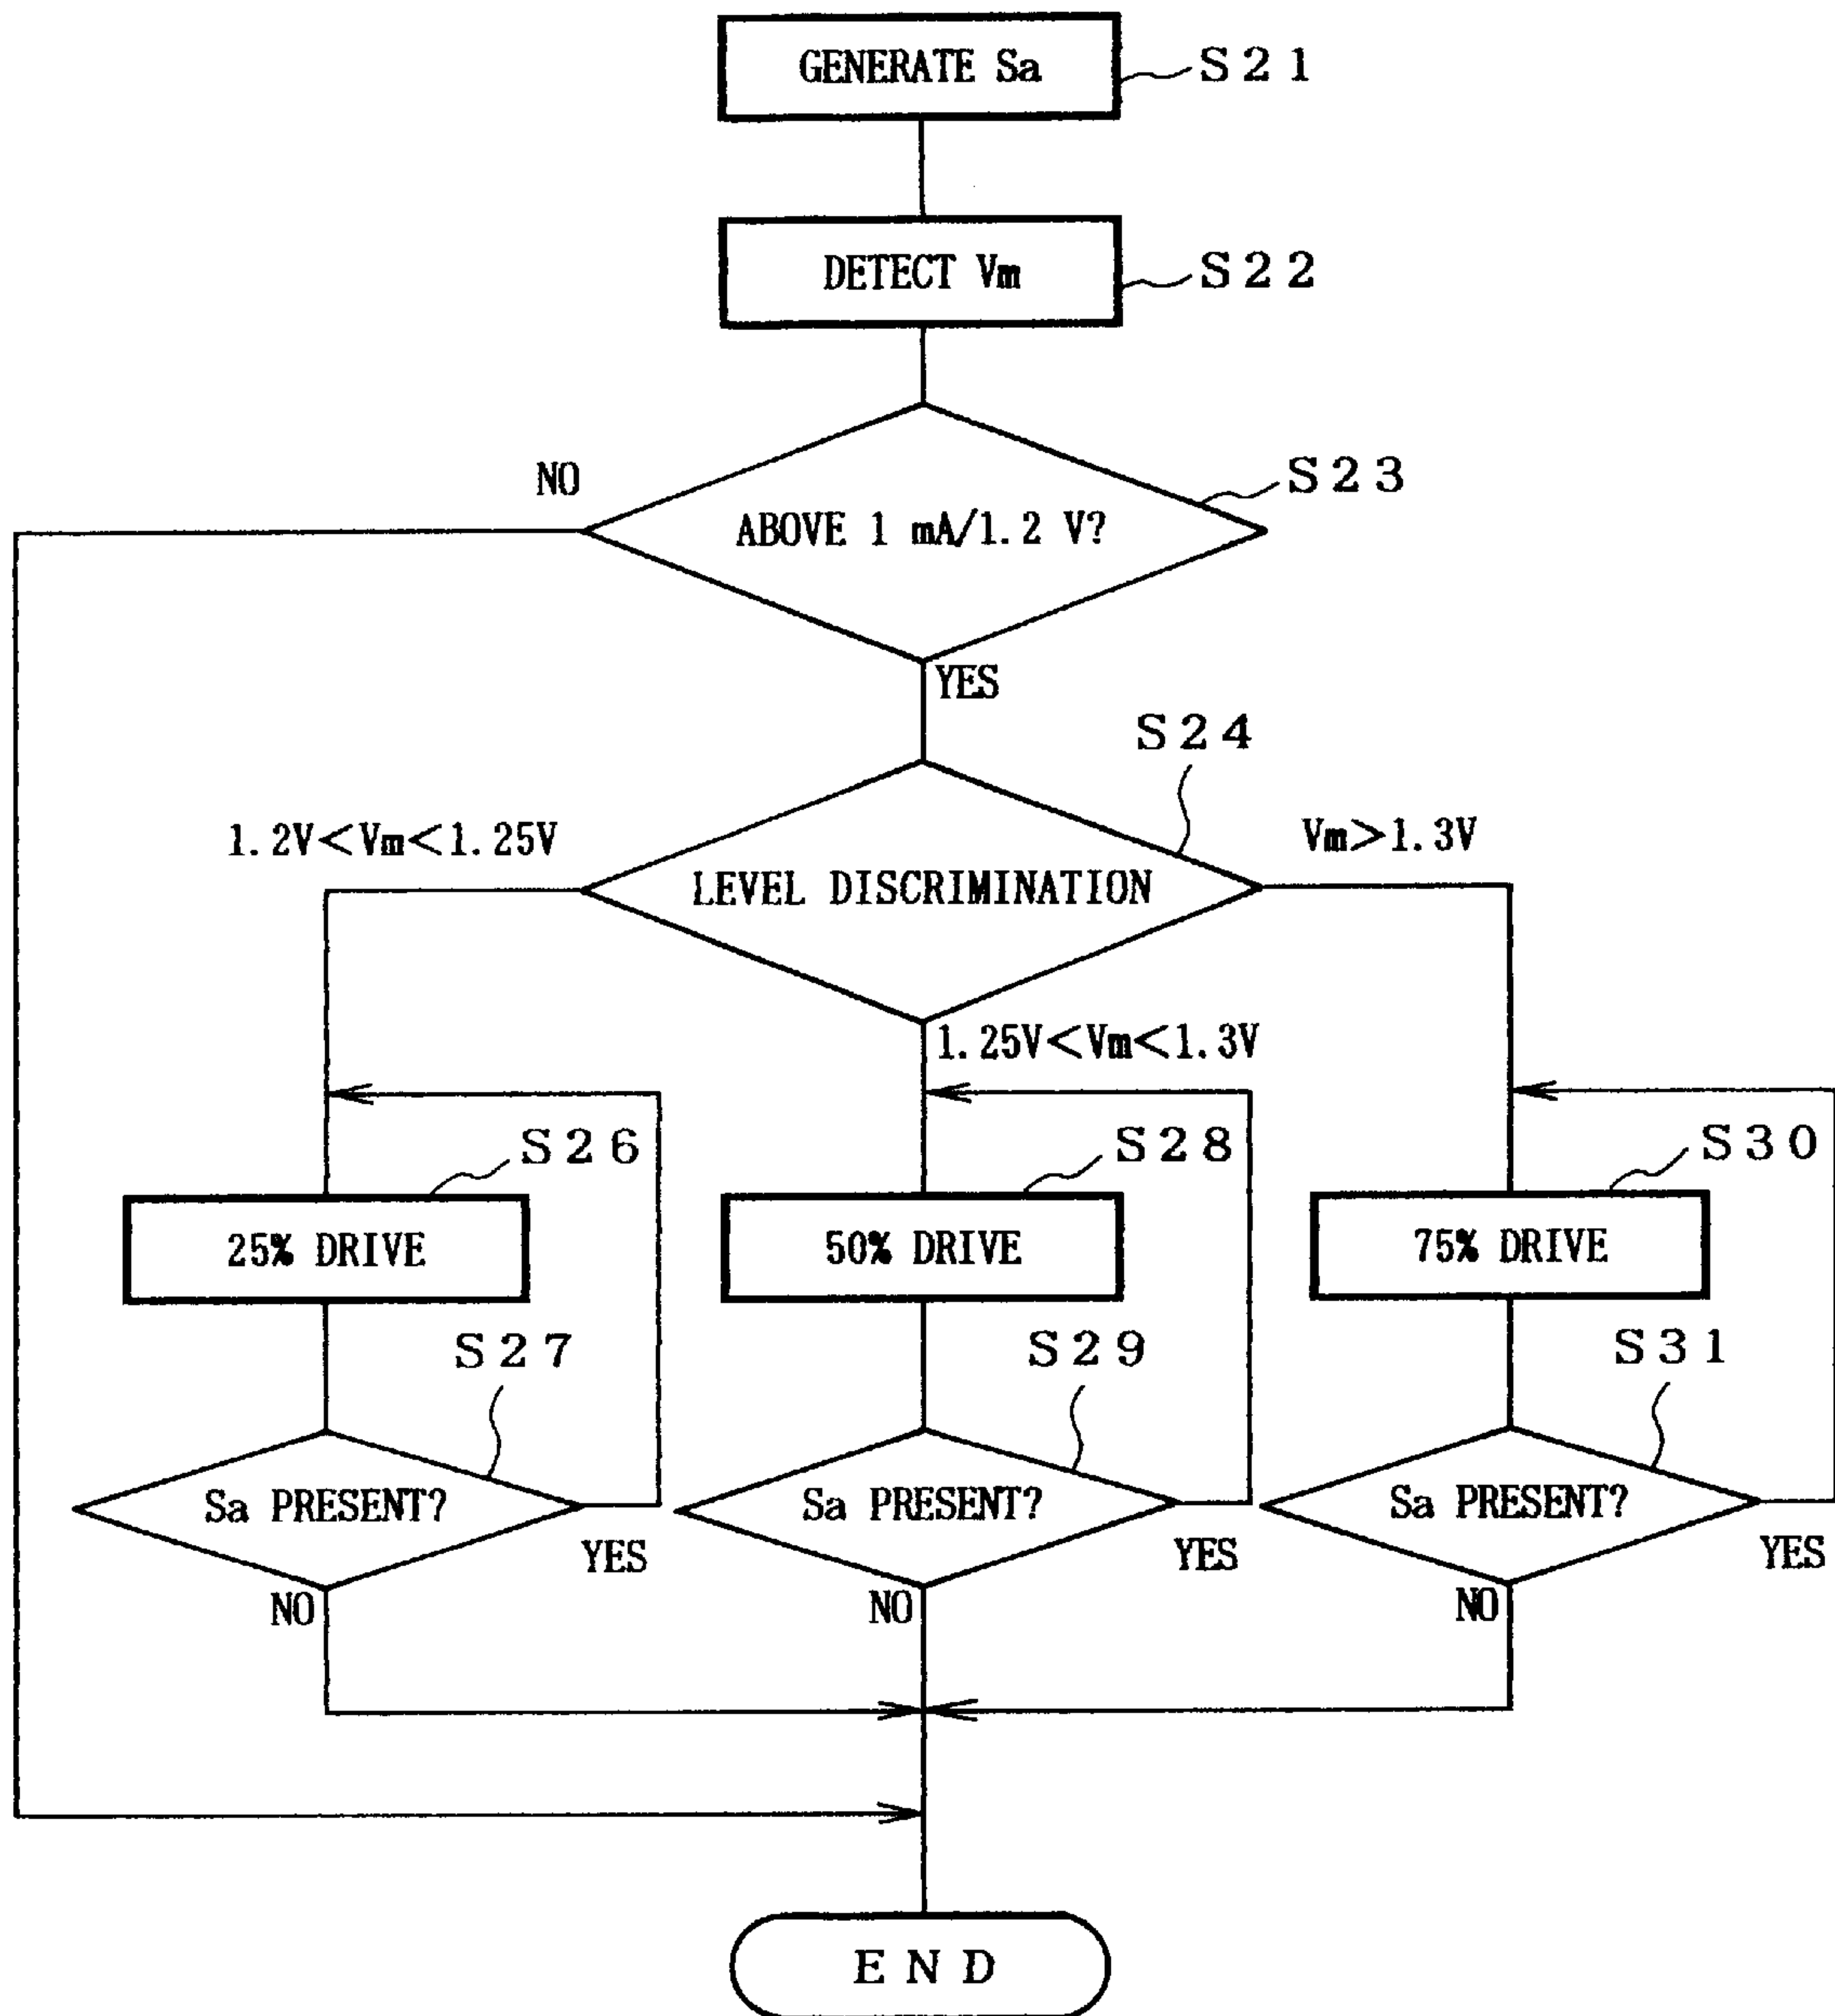 GENERATE Sa
S21
DETECT Vm
S22
NO
S23
ABOVE 1 mA/1.2 V?
YES
S24
1.2V<Vm<1.25V
Vm>1.3V
LEVEL DISCRIMINATION
1.25V<Vm<1.3V
S26
S28
S30
25% DRIVE
50% DRIVE
75% DRIVE
S27
S29
S31
Sa PRESENT?
Sa PRESENT?
Sa PRESENT?
YES
YES
YES
NO
NO
NO
END